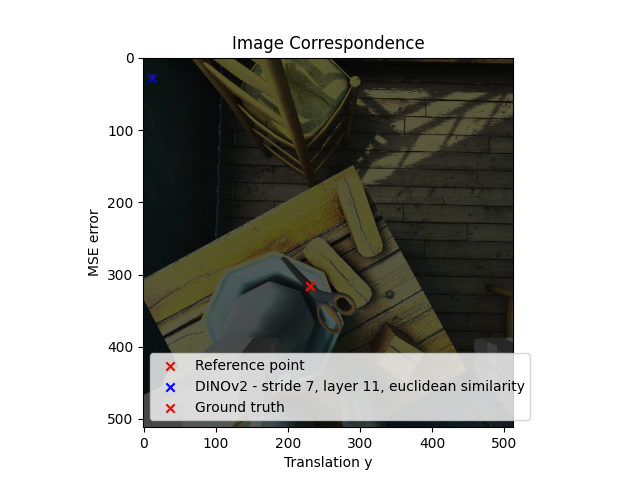 Image Correspondence
MSE error
0
100
200
300
400
500
Reference point
DINOv2 - stride 7, layer 11, euclidean similarity
Ground truth
0 100 200 300 400 500
Translation y